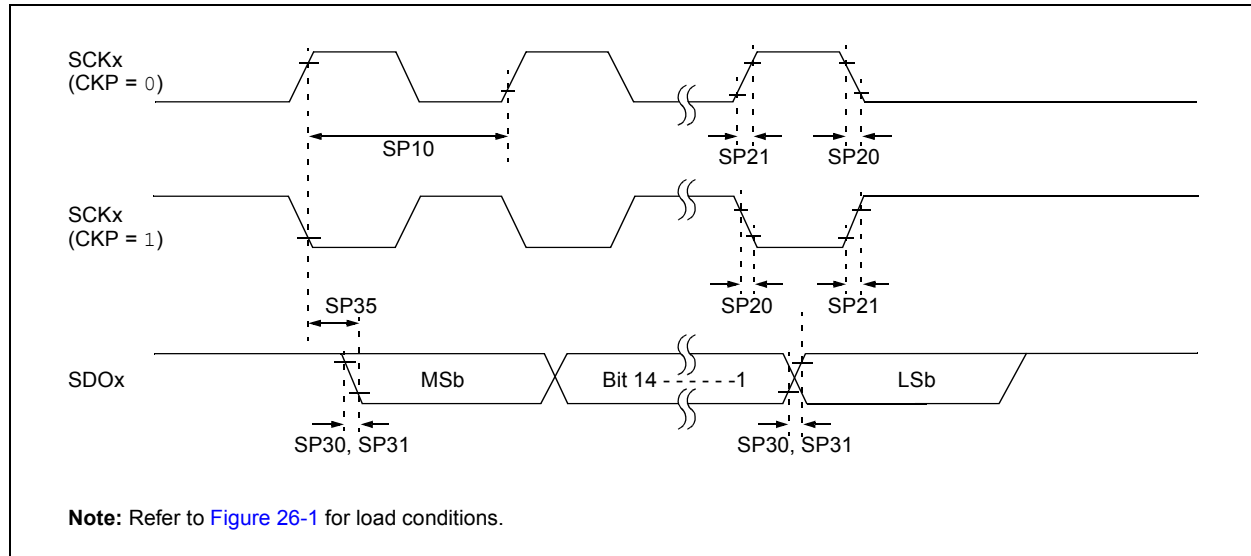 SCKx
(CKP = 0)
SP10
SP21
SP20
SCKx
(CKP = 1)
SP35
SP20
SP21
SDOx
MSb
Bit 14 - - - - - -1
LSb
SP30, SP31
SP30, SP31
Note: Refer to Figure 26-1 for load conditions.